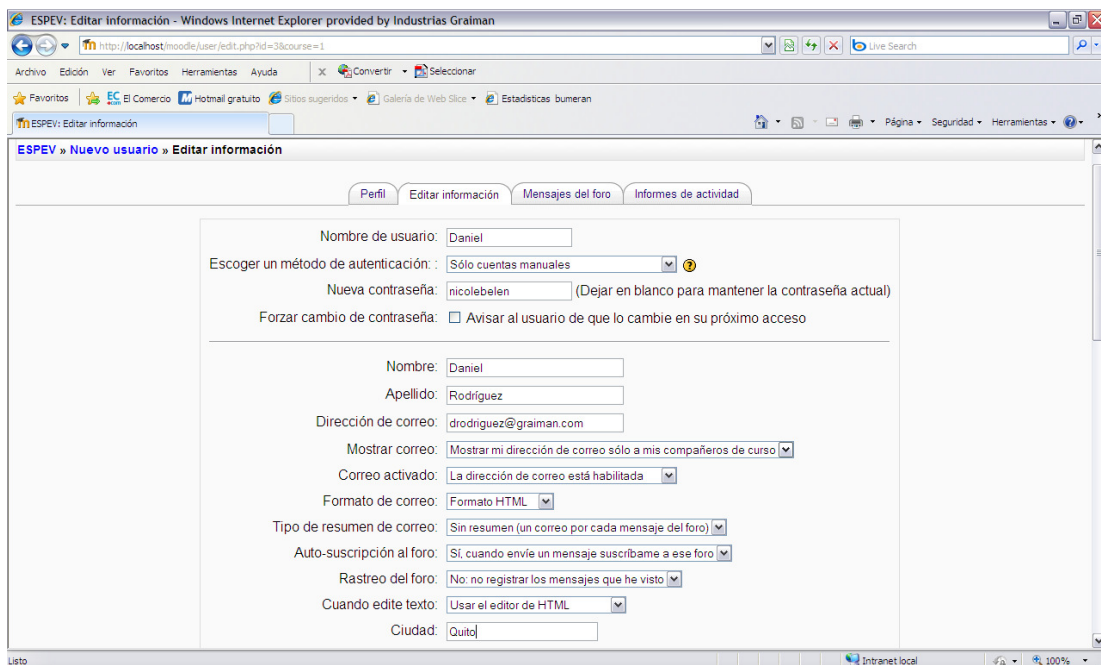 ESPEV: Editar información - Windows Internet Explorer provided by Industrias Graiman
http://localhost/moodle/user/edit.php?id=3&course=1
Live Search
Archivo Edición Ver Favoritos Herramientas Ayuda x Convertir Seleccionar
Favoritos EC El Comercio Hotmail gratuito Sitios sugeridos Galería de Web Slice Estadisticas bumeran
ESPEV: Editar información Página Seguridad Herramientas
ESPEV » Nuevo usuario » Editar información
Perfil Editar información Mensajes del foro Informes de actividad
Nombre de usuario: Daniel
Escoger un método de autenticación: : Sólo cuentas manuales ?
Nueva contraseña: nicolebelen (Dejar en blanco para mantener la contraseña actual)
Forzar cambio de contraseña: Avisar al usuario de que lo cambie en su próximo acceso
Nombre: Daniel
Apellido: Rodríguez
Dirección de correo: drodriguez@graiman.com
Mostrar correo: Mostrar mi dirección de correo sólo a mis compañeros de curso
Correo activado: La dirección de correo está habilitada
Formato de correo: Formato HTML
Tipo de resumen de correo: Sin resumen (un correo por cada mensaje del foro)
Auto-suscripción al foro: Sí, cuando envíe un mensaje suscríbame a ese foro
Rastreo del foro: No: no registrar los mensajes que he visto
Cuando edite texto: Usar el editor de HTML
Ciudad: Quito
Listo Intranet local 100%